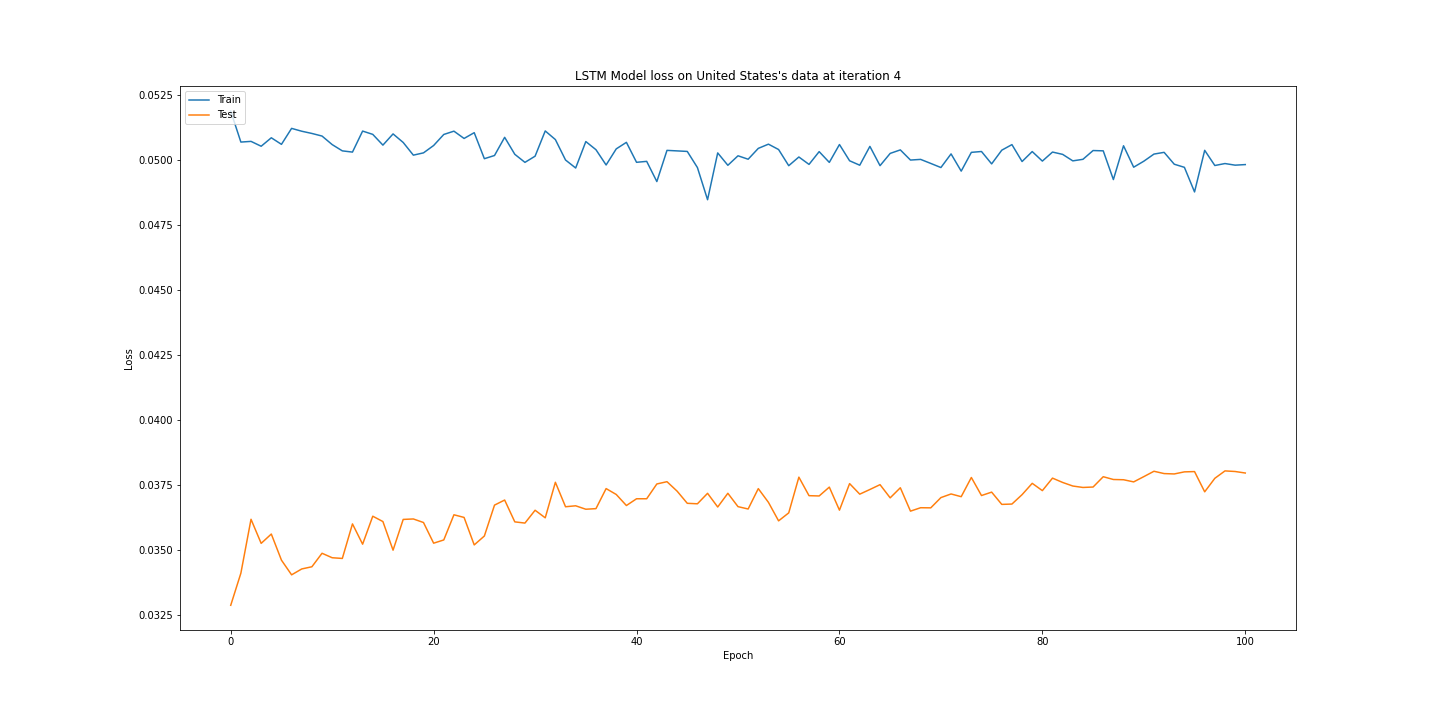 LSTM Model loss on United States's data at iteration 4
Train
Test
0.0525
0.0500
0.0475
0.0450
0.0425
0.0400
0.0375
0.0350
0.0325
Loss
0 20 40 60 80 100
Epoch